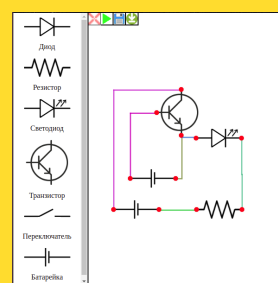 Диод
Резистор
Светодиод
Транзистор
Переключатель
Батарейка